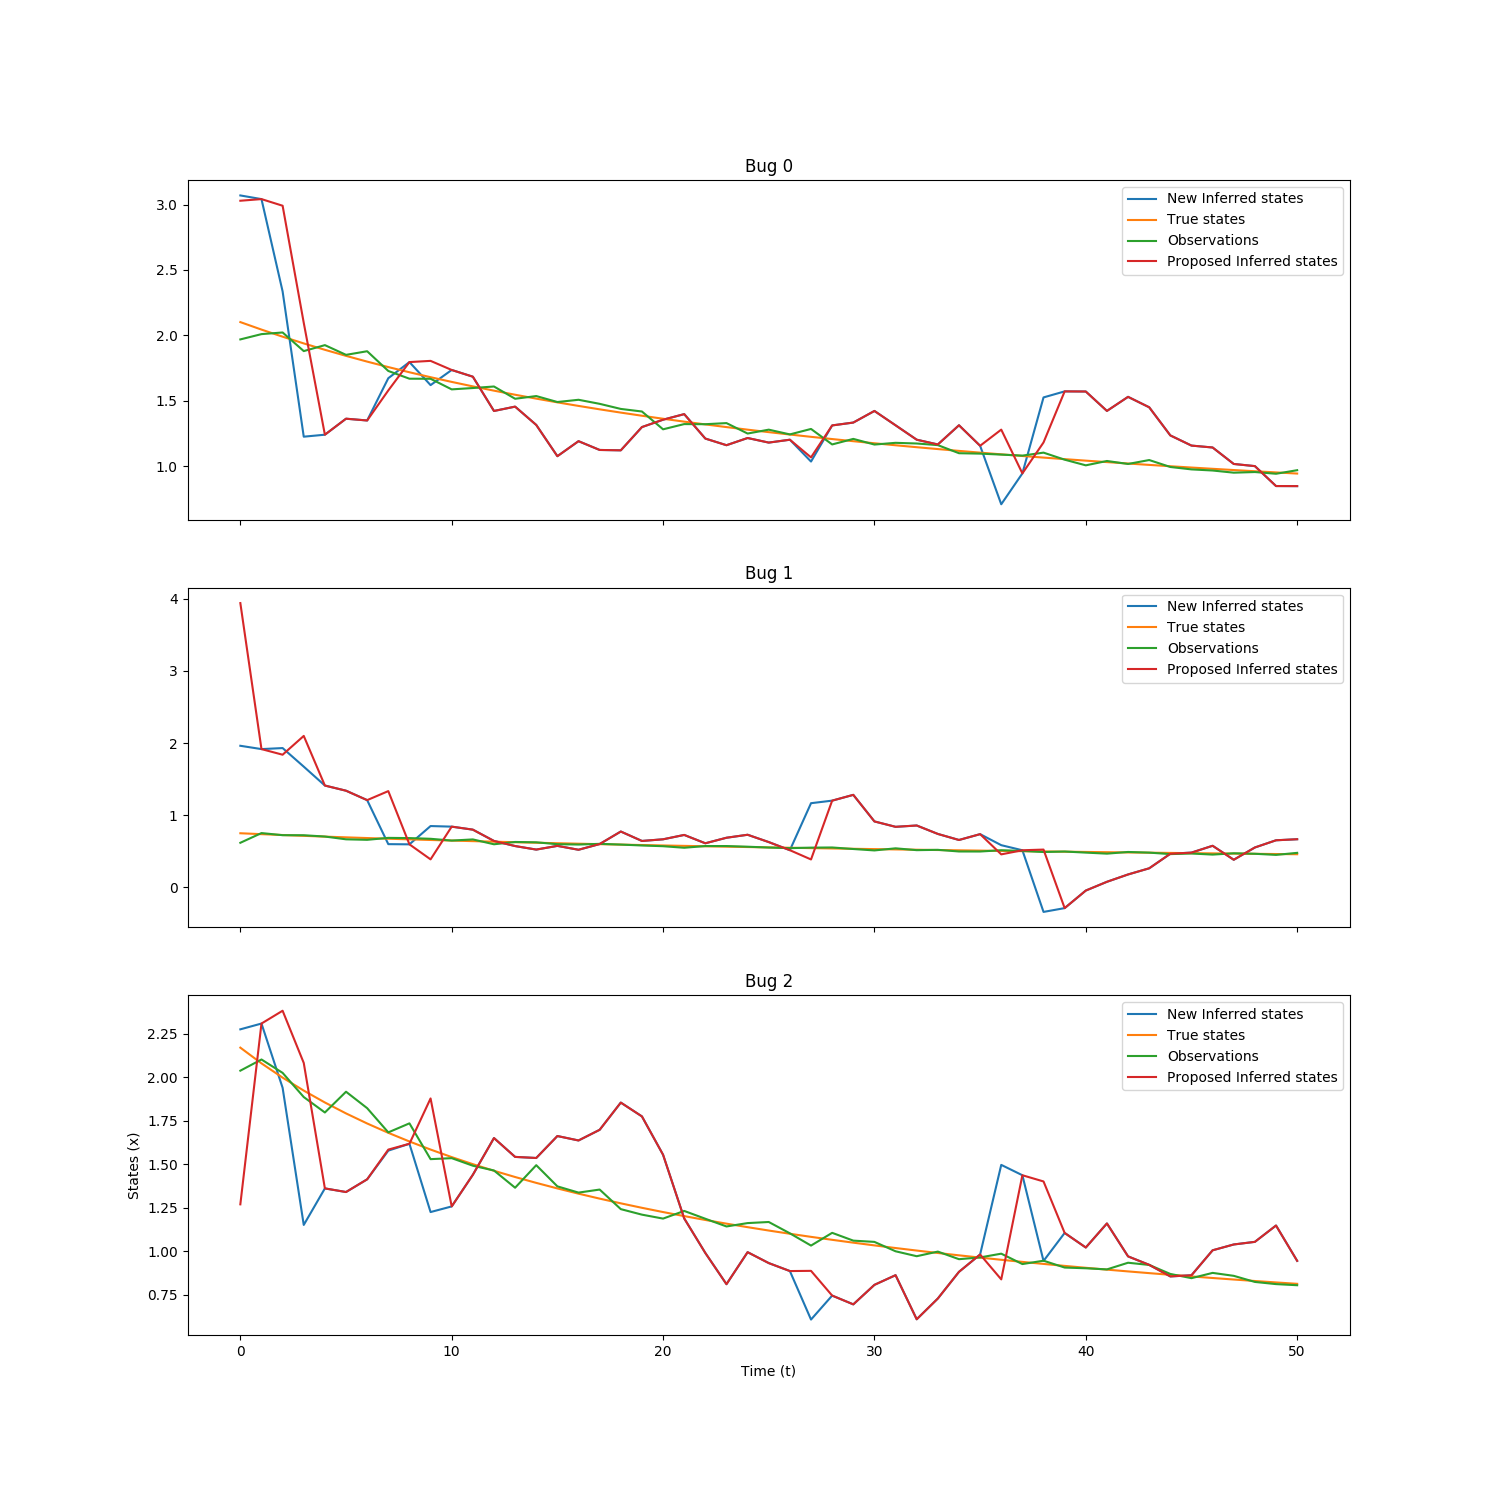 Bug 0
3.0
2.5
2.0
1.5
1.0
New Inferred states
True states
Observations
Proposed Inferred states
Bug 1
4
3
2
1
0
New Inferred states
True states
Observations
Proposed Inferred states
Bug 2
States (x)
2.25
2.00
1.75
1.50
1.25
1.00
0.75
New Inferred states
True states
Observations
Proposed Inferred states
0 10 20 30 40 50
Time (t)